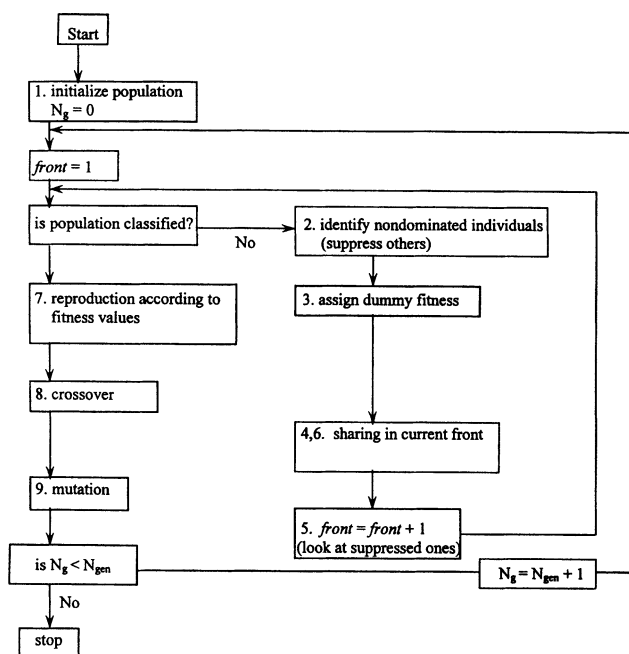 Start
1. initialize population
N_g = 0
front = 1
is population classified?
No
2. identify nondominated individuals
(suppress others)
7. reproduction according to
fitness values
3. assign dummy fitness
8. crossover
4,6. sharing in current front
9. mutation
5. front = front + 1
(look at suppressed ones)
is N_g < N_gen
N_g = N_gen + 1
No
stop